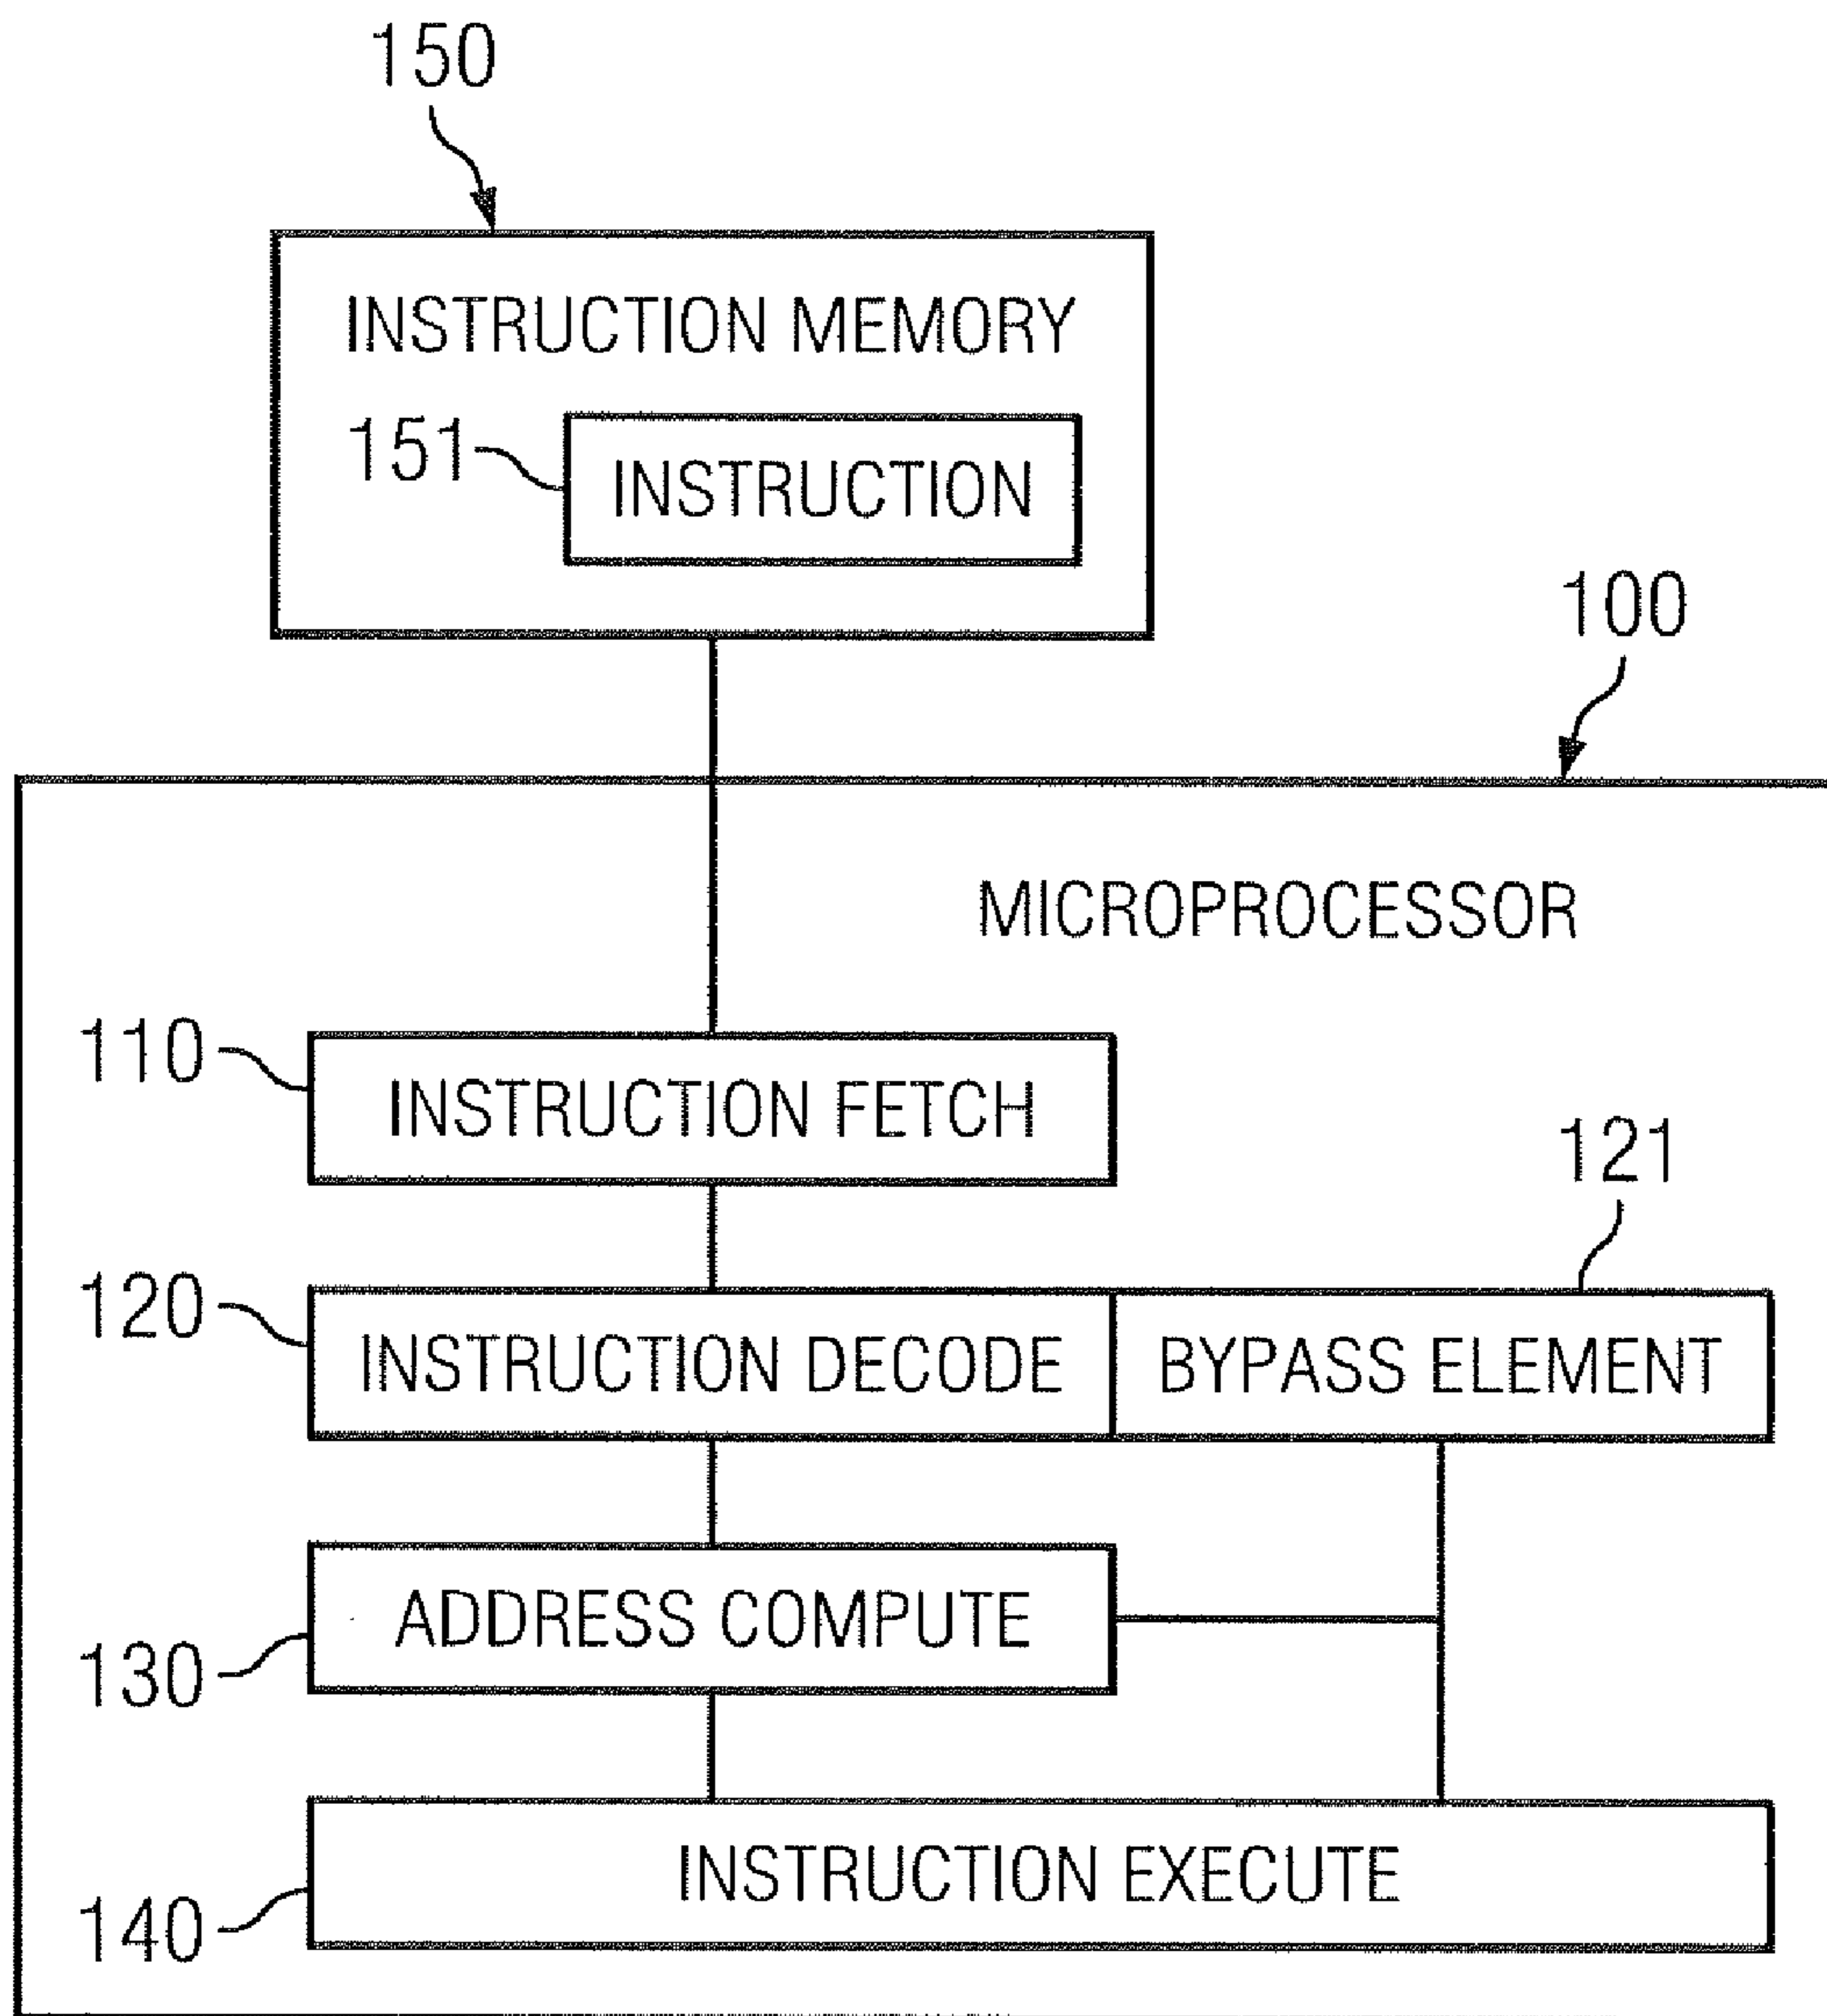 150
INSTRUCTION MEMORY
151
INSTRUCTION
100
MICROPROCESSOR
110
INSTRUCTION FETCH
121
120
INSTRUCTION DECODE
BYPASS ELEMENT
ADDRESS COMPUTE
130
INSTRUCTION EXECUTE
140